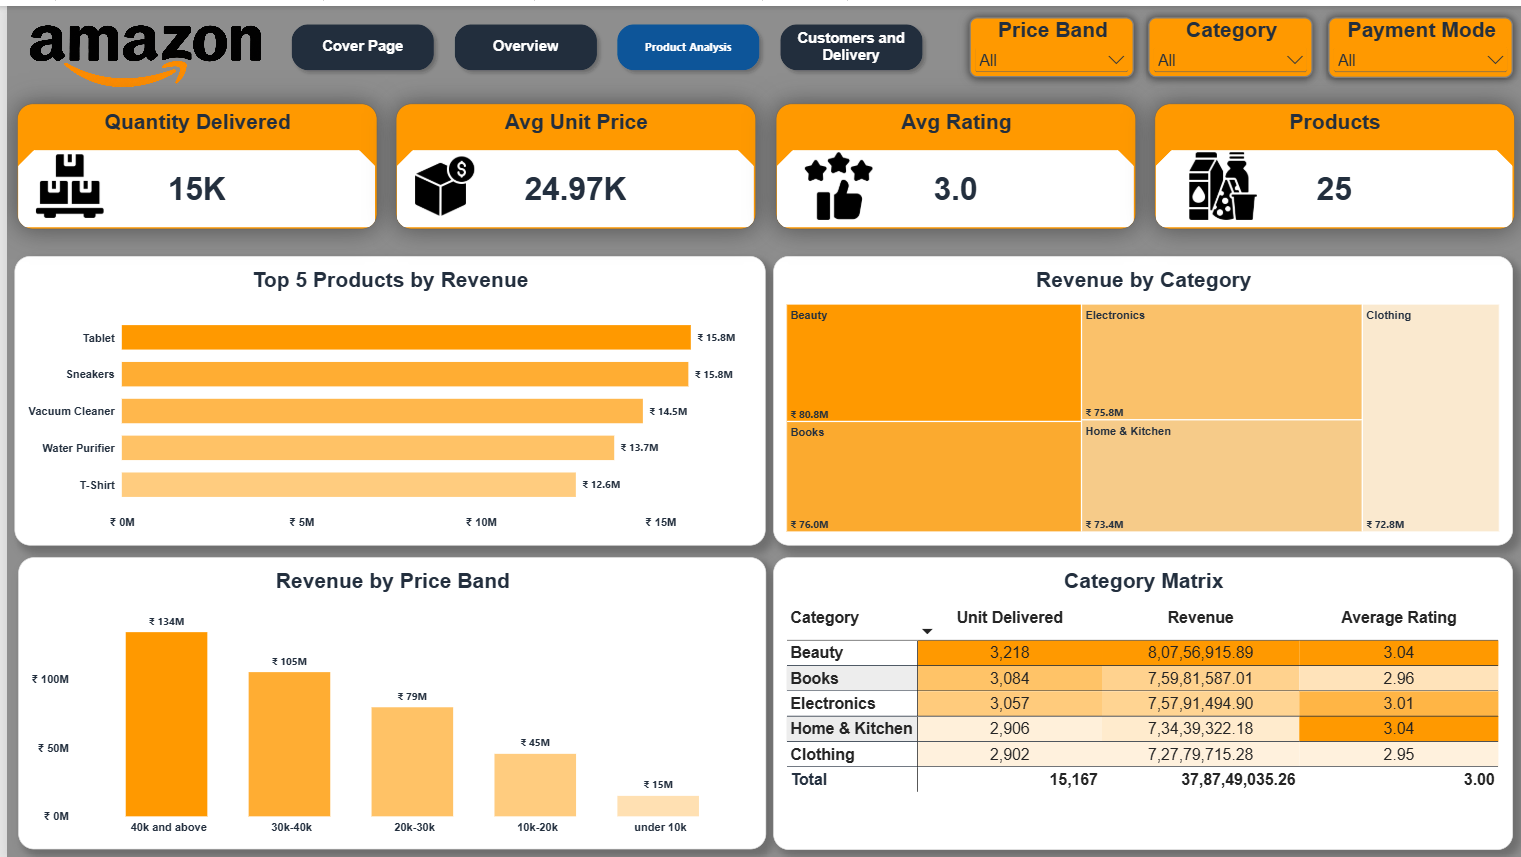 amazon
Cover Page
Overview
Product Analysis
Customers and
Delivery
Price Band
All
Category
All
Payment Mode
All
Quantity Delivered
15K
Avg Unit Price
$
24.97K
Avg Rating
3.0
Products
25
Top 5 Products by Revenue
Tablet ₹ 15.8M
Sneakers ₹ 15.8M
Vacuum Cleaner ₹ 14.5M
Water Purifier ₹ 13.7M
T-Shirt ₹ 12.6M
₹ 0M ₹ 5M ₹ 10M ₹ 15M
Revenue by Category
Beauty
₹ 80.8M
Books
₹ 76.0M
Electronics
₹ 75.8M
Home & Kitchen
₹ 73.4M
Clothing
₹ 72.8M
Revenue by Price Band
₹ 134M
₹ 105M
₹ 79M
₹ 45M
₹ 15M
₹ 100M
₹ 50M
₹ 0M
40k and above 30k-40k 20k-30k 10k-20k under 10k
Category Matrix
Category Unit Delivered Revenue Average Rating
Beauty 3,218 8,07,56,915.89 3.04
Books 3,084 7,59,81,587.01 2.96
Electronics 3,057 7,57,91,494.90 3.01
Home & Kitchen 2,906 7,34,39,322.18 3.04
Clothing 2,902 7,27,79,715.28 2.95
Total 15,167 37,87,49,035.26 3.00